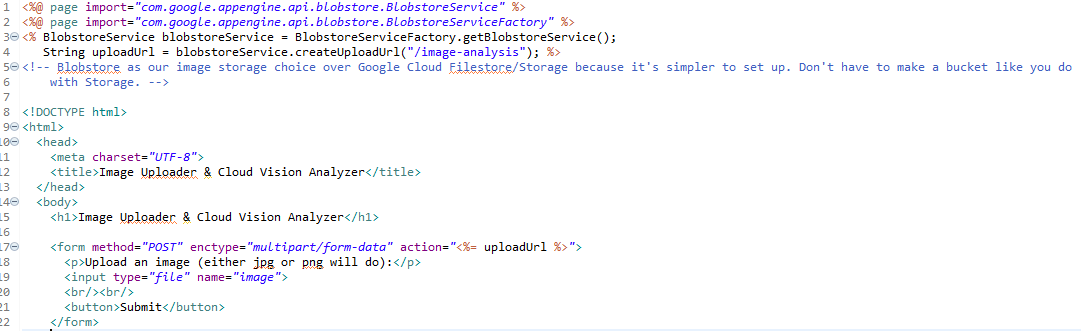 1 <%@ page import="com.google.appengine.api.blobstore.BlobstoreService" %>
2 <%@ page import="com.google.appengine.api.blobstore.BlobstoreServiceFactory" %>
3 <% BlobstoreService blobstoreService = BlobstoreServiceFactory.getBlobstoreService();
4 String uploadUrl = blobstoreService.createUploadUrl("/image-analysis"); %>
5 <!-- Blobstore as our image storage choice over Google Cloud Filestore/Storage because it's simpler to set up. Don't have to make a bucket like you do
6 with Storage. -->
7
8 <!DOCTYPE html>
9 <html>
10 <head>
11 <meta charset="UTF-8">
12 <title>Image Uploader & Cloud Vision Analyzer</title>
13 </head>
14 <body>
15 <h1>Image Uploader & Cloud Vision Analyzer</h1>
16
17 <form method="POST" enctype="multipart/form-data" action="<%= uploadUrl %>">
18 <p>Upload an image (either jpg or png will do):</p>
19 <input type="file" name="image">
20 <br/><br/>
21 <button>Submit</button>
22 </form>